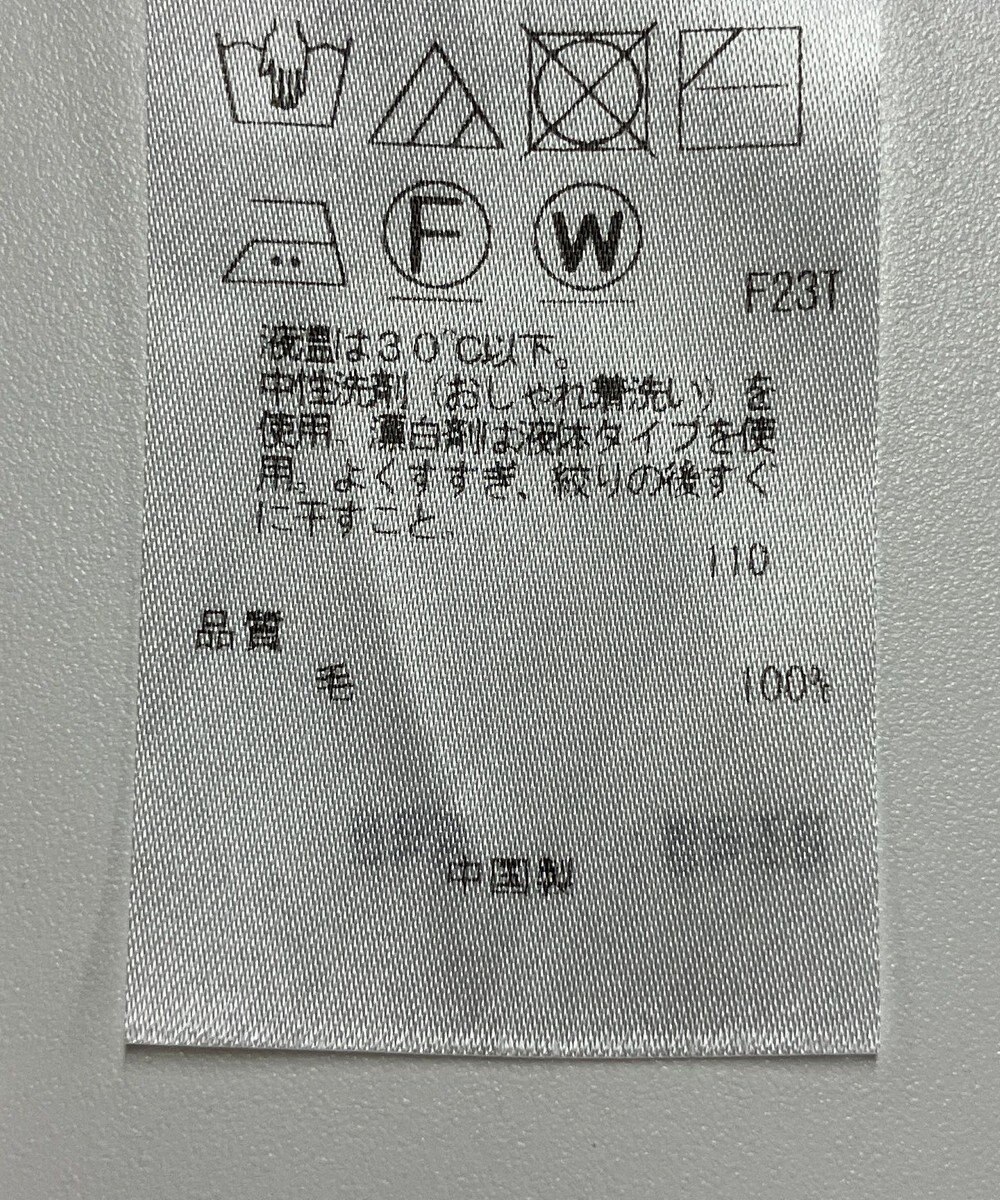 F W
F23T
液温は30℃以下。
中性洗剤(おしゃれ着洗い)を
使用。漂白剤は液体タイプを使
用。よくすすぎ、絞りの後すぐ
に干すこと。
110
品質
毛 100%
中国製